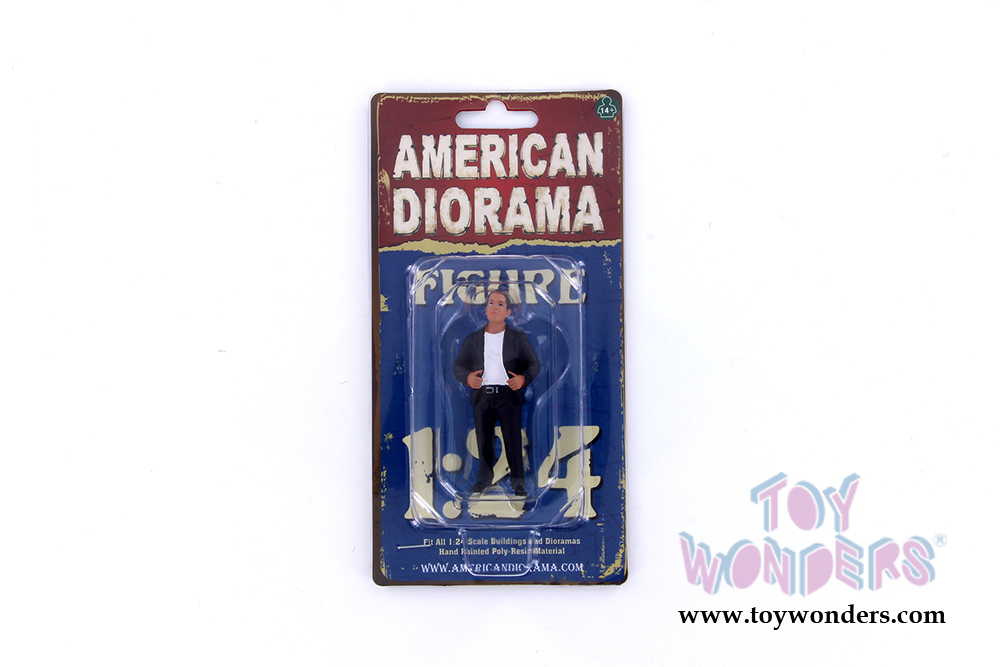 14+
AMERICAN
DIORAMA
FIGURE
1:24
Fit All 1:24 Scale Buildings and Dioramas
Hand Painted Poly-Resin Material
WWW.AMERICANDIORAMA.COM
TOY
WONDERS®
www.toywonders.com